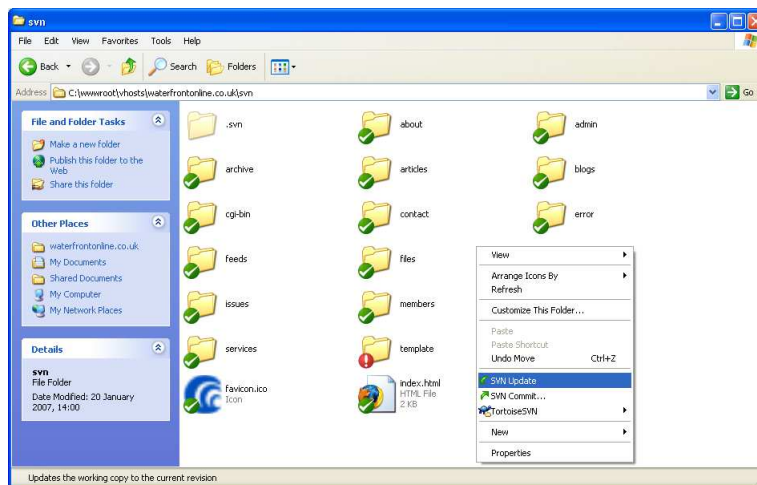 svn
File Edit View Favorites Tools Help
Back Search Folders
Address C:\wwwroot\vhosts\waterfrontonline.co.uk\svn Go
File and Folder Tasks
Make a new folder
Publish this folder to the
Web
Share this folder
Other Places
waterfrontonline.co.uk
My Documents
Shared Documents
My Computer
My Network Places
Details
svn
File Folder
Date Modified: 20 January
2007, 14:00
.svn about admin
archive articles blogs
cgi-bin contact error
feeds files
issues members
services template
favicon.ico
Icon
index.html
HTML File
2 KB
View
Arrange Icons By
Refresh
Customize This Folder...
Paste
Paste Shortcut
Undo Move Ctrl+Z
SVN Update
SVN Commit...
TortoiseSVN
New
Properties
Updates the working copy to the current revision